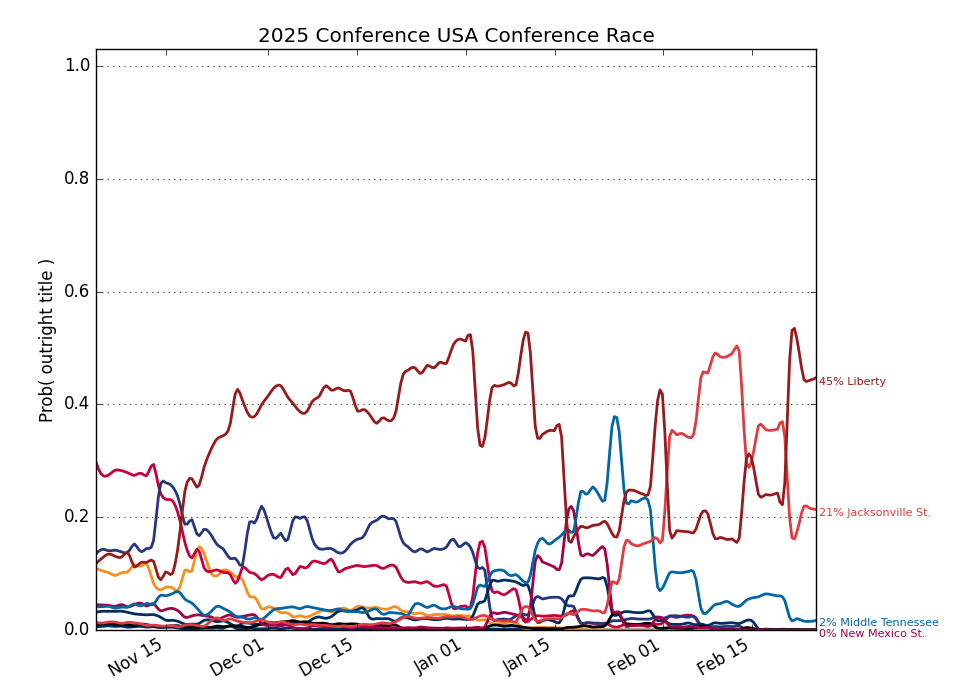 2025 Conference USA Conference Race
Prob( outright title )
1.0
0.8
0.6
0.4
0.2
0.0
Nov 15
Dec 01
Dec 15
Jan 01
Jan 15
Feb 01
Feb 15
45% Liberty
21% Jacksonville St.
2% Middle Tennessee
0% New Mexico St.